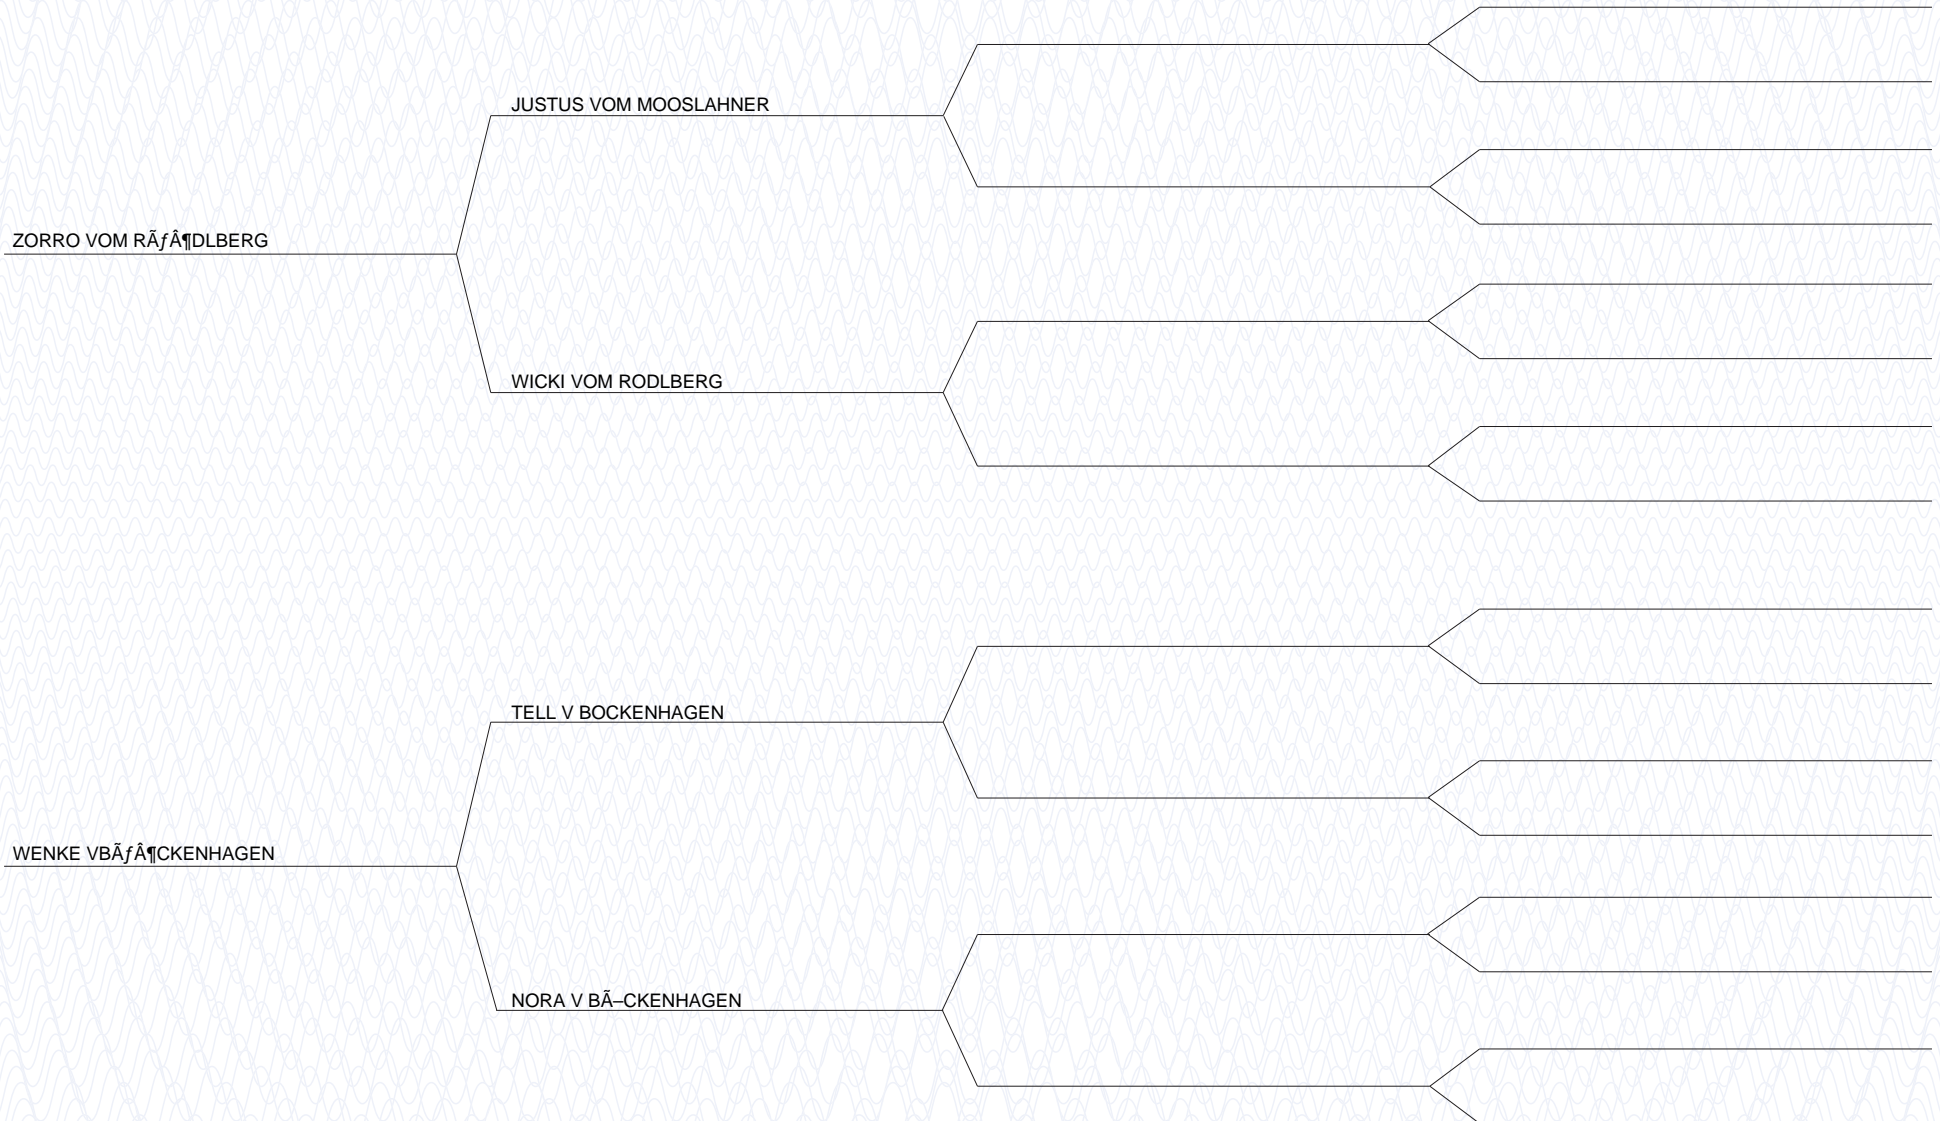 JUSTUS VOM MOOSLAHNER
ZORRO VOM RÃƒÂ¶DLBERG
WICKI VOM RODLBERG
TELL V BOCKENHAGEN
WENKE VBÃƒÂ¶CKENHAGEN
NORA V BÃ–CKENHAGEN